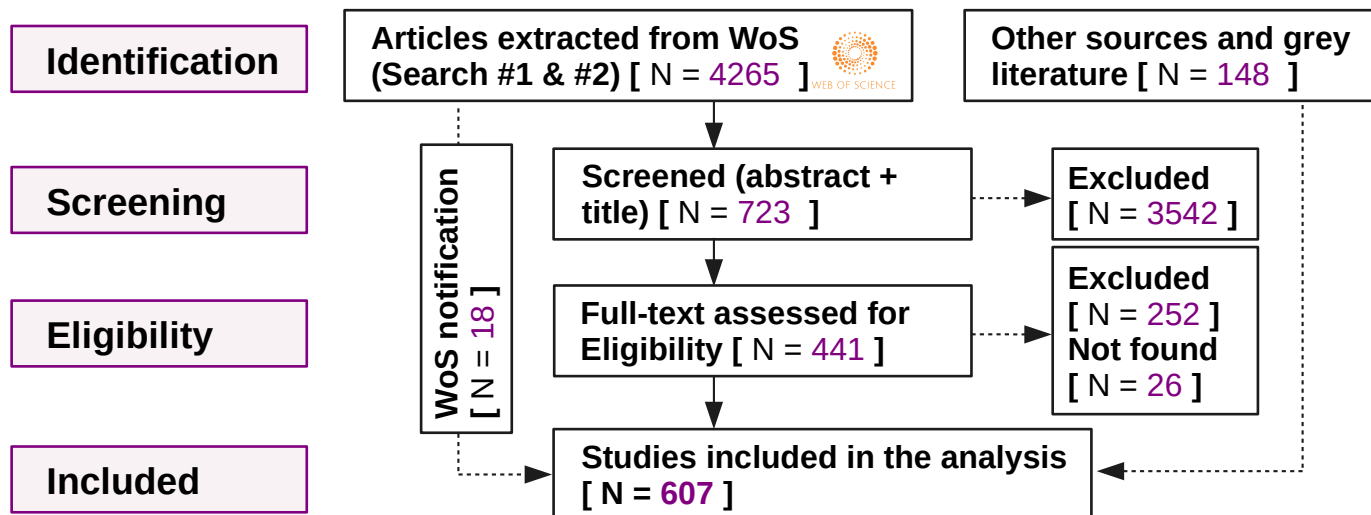 Identification
Articles extracted from WoS
(Search #1 & #2) [ N = 4265 ]
WEB OF SCIENCE
Other sources and grey
literature [ N = 148 ]
Screening
WoS notification
[ N = 18 ]
Screened (abstract +
title) [ N = 723 ]
Excluded
[ N = 3542 ]
Eligibility
Full-text assessed for
Eligibility [ N = 441 ]
Excluded
[ N = 252 ]
Not found
[ N = 26 ]
Included
Studies included in the analysis
[ N = 607 ]